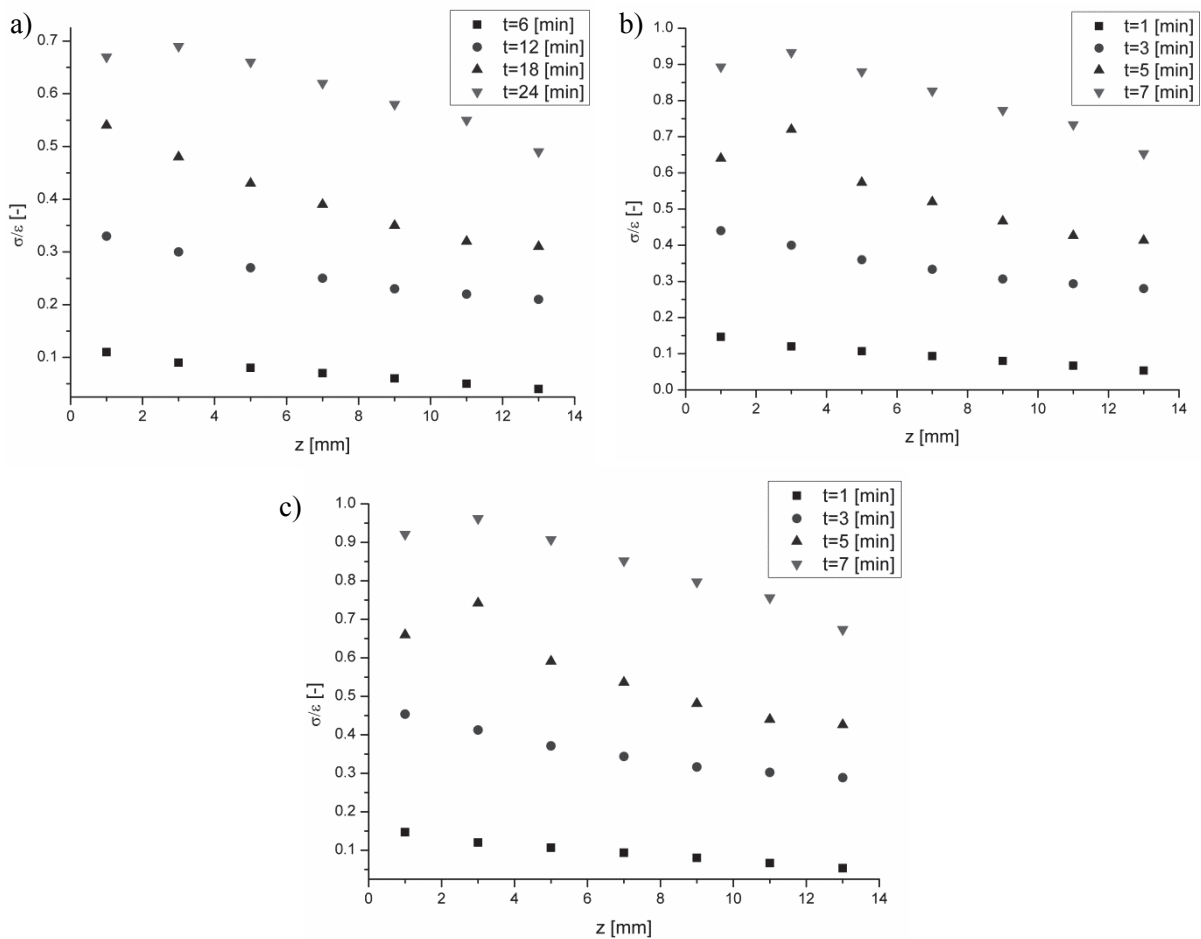 a)
t=6 [min]
t=12 [min]
t=18 [min]
t=24 [min]
0.7
0.6
0.5
0.4
0.3
0.2
0.1
σ/ε [-]
0 2 4 6 8 10 12 14
z [mm]
b)
t=1 [min]
t=3 [min]
t=5 [min]
t=7 [min]
1.0
0.9
0.8
0.7
0.6
0.5
0.4
0.3
0.2
0.1
0.0
σ/ε [-]
0 2 4 6 8 10 12 14
z [mm]
c)
t=1 [min]
t=3 [min]
t=5 [min]
t=7 [min]
1.0
0.9
0.8
0.7
0.6
0.5
0.4
0.3
0.2
0.1
σ/ε [-]
0 2 4 6 8 10 12 14
z [mm]